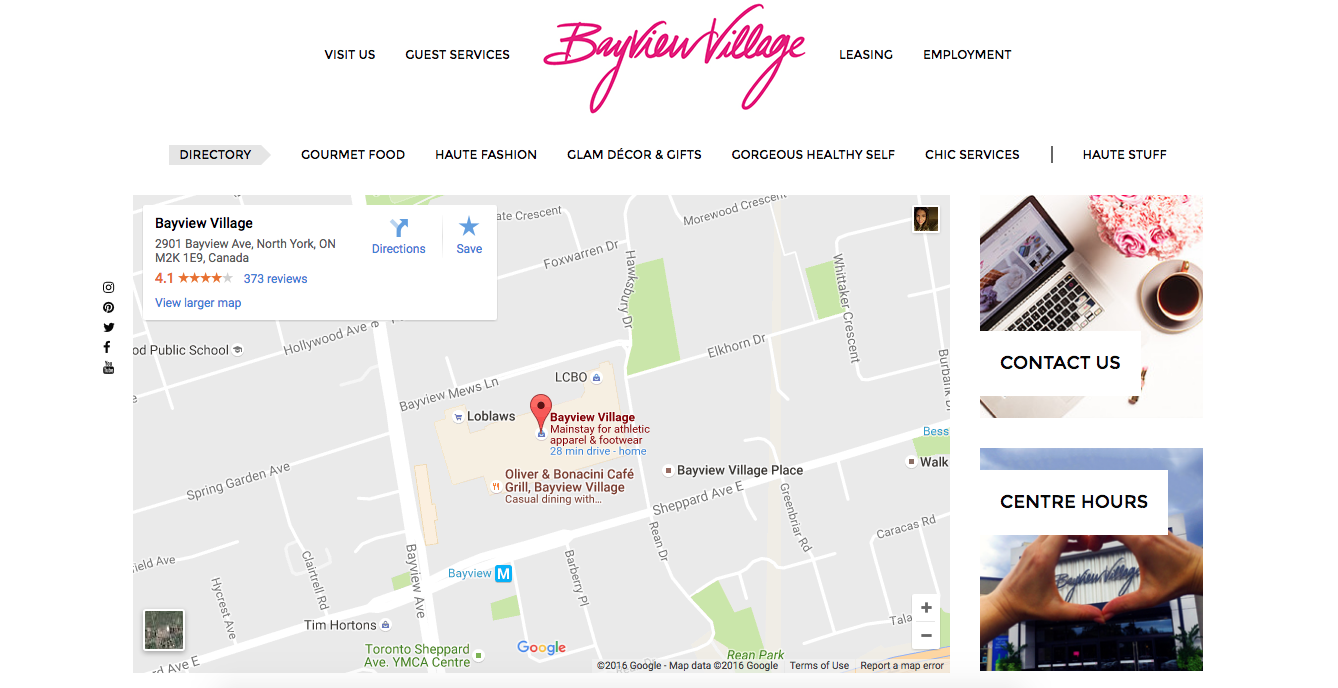 VISIT US
GUEST SERVICES
Bayview Village
LEASING
EMPLOYMENT
DIRECTORY
GOURMET FOOD
HAUTE FASHION
GLAM DÉCOR & GIFTS
GORGEOUS HEALTHY SELF
CHIC SERVICES
HAUTE STUFF
Bayview Village
2901 Bayview Ave, North York, ON
M2K 1E9, Canada
4.1
373 reviews
View larger map
Directions
Save
ate Crescent
Morewood Crescent
Foxwarren Dr
Hawksbury Dr
Whittaker Crescent
Hollywood Ave
e
od Public School
Elkhorn Dr
Burbank D
LCBO
Bayview Mews Ln
Loblaws
Bayview Village
Mainstay for athletic
apparel & footwear
28 min drive - home
Bess
Walk
Bayview Village Place
Oliver & Bonacini Café
Grill, Bayview Village
Casual dining with...
Spring Garden Ave
Sheppard Ave E
Greenbriar Rd
Caracas Rd
Rean Dr
Bayview Ave
Bayview M
Barberry Pl
field Ave
Clairtrell Rd
Hycrest Ave
Tim Hortons
Tala
Toronto Sheppard
Ave. YMCA Centre
Rean Park
rd Ave E
Google
+
−
©2016 Google - Map data ©2016 Google
Terms of Use
Report a map error
You
Tube
CONTACT US
CENTRE HOURS
Bayview Village